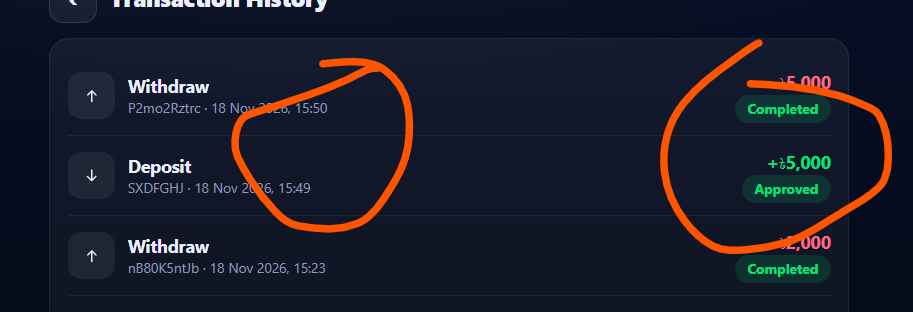 Transaction History
Withdraw
-৳5,000
P2mo2Rztrc · 18 Nov 2026, 15:50
Completed
Deposit
+৳5,000
SXDFGHJ · 18 Nov 2026, 15:49
Approved
Withdraw
-৳2,000
nB80K5ntJb · 18 Nov 2026, 15:23
Completed